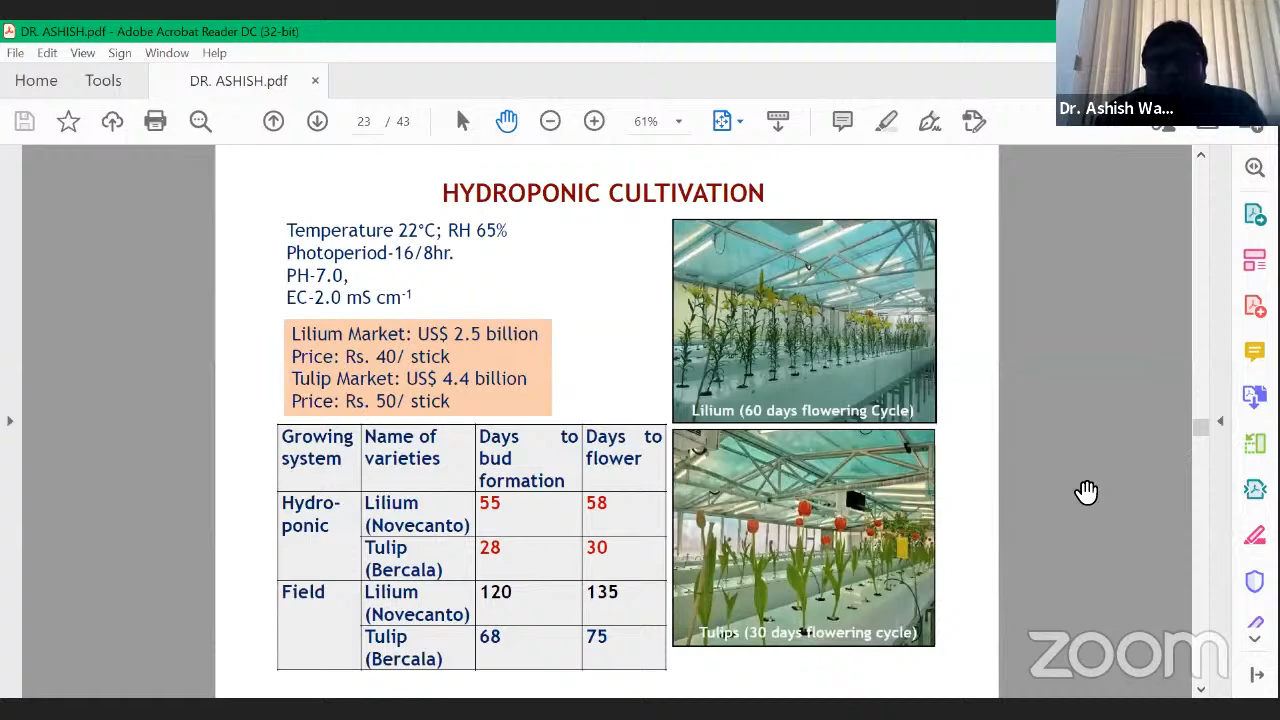 DR. ASHISH.pdf - Adobe Acrobat Reader DC (32-bit)
File Edit View Sign Window Help
Home Tools DR. ASHISH.pdf ×
23 / 43 61%
Dr. Ashish Wa...
HYDROPONIC CULTIVATION
Temperature 22°C; RH 65%
Photoperiod-16/8hr.
PH-7.0,
EC-2.0 mS cm-1
Lilium Market: US$ 2.5 billion
Price: Rs. 40/ stick
Tulip Market: US$ 4.4 billion
Price: Rs. 50/ stick
Lilium (60 days flowering Cycle)
Growing system Name of varieties Days to bud formation Days to flower
Hydro-ponic Lilium (Novecanto) 55 58
Tulip (Bercala) 28 30
Field Lilium (Novecanto) 120 135
Tulip (Bercala) 68 75
Tulips (30 days flowering cycle)
zoom